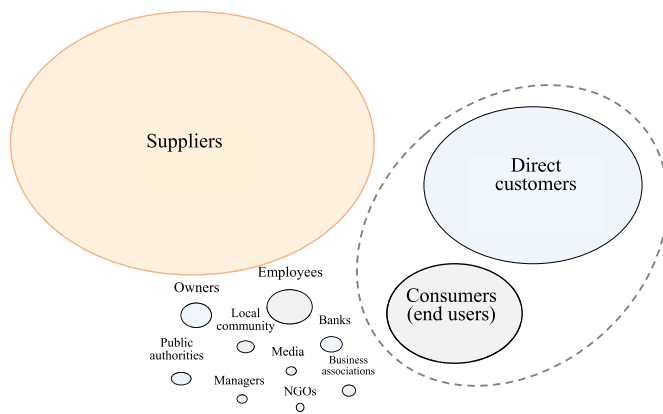 Suppliers
Direct
customers
Consumers
(end users)
Employees
Owners
Local
community
Banks
Public
authorities
Media
Business
associations
Managers
NGOs